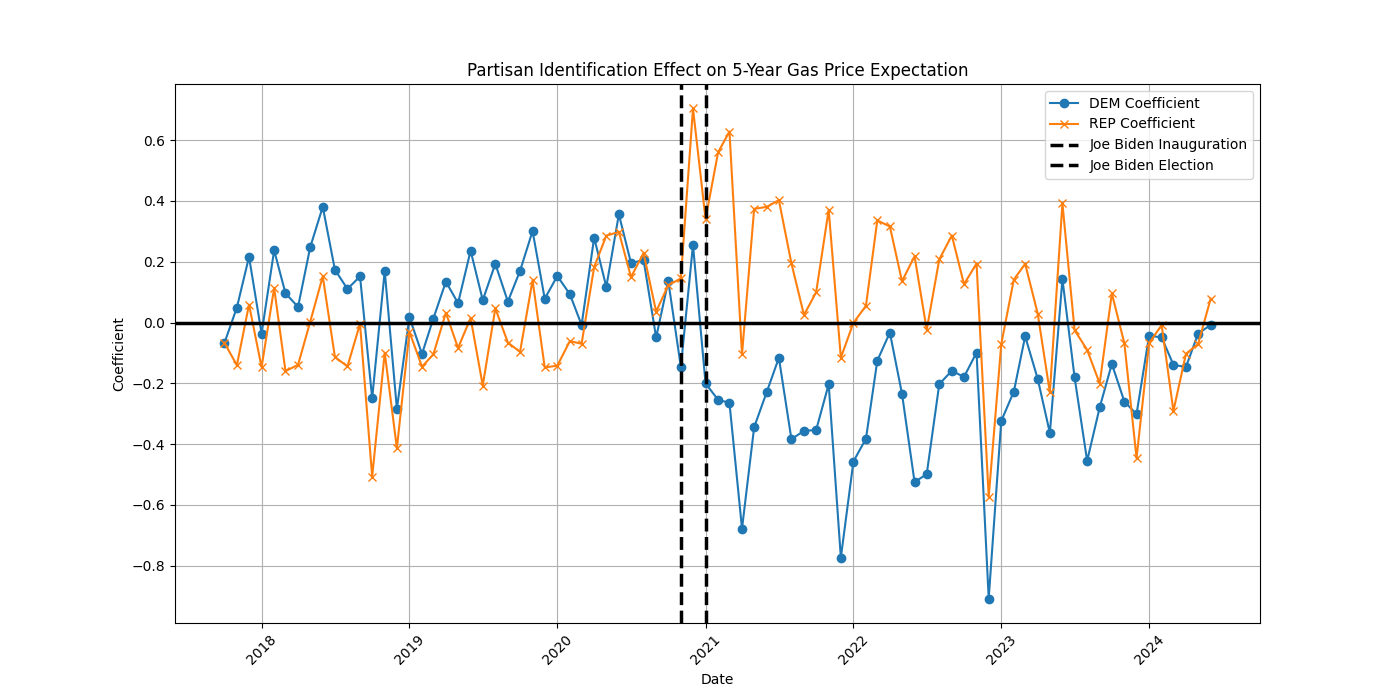 Partisan Identification Effect on 5-Year Gas Price Expectation
DEM Coefficient
REP Coefficient
Joe Biden Inauguration
Joe Biden Election
Coefficient
0.6
0.4
0.2
0.0
−0.2
−0.4
−0.6
−0.8
2018
2019
2020
2021
2022
2023
2024
Date